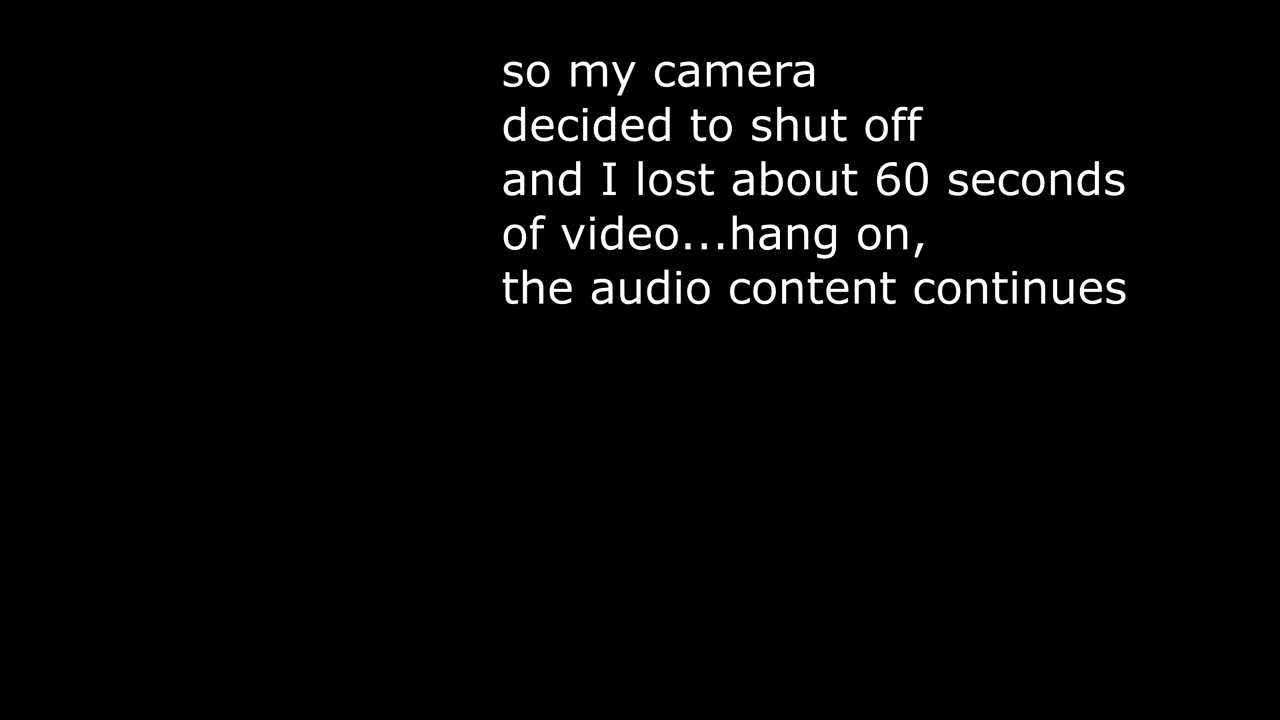 so my camera
decided to shut off
and I lost about 60 seconds
of video...hang on,
the audio content continues